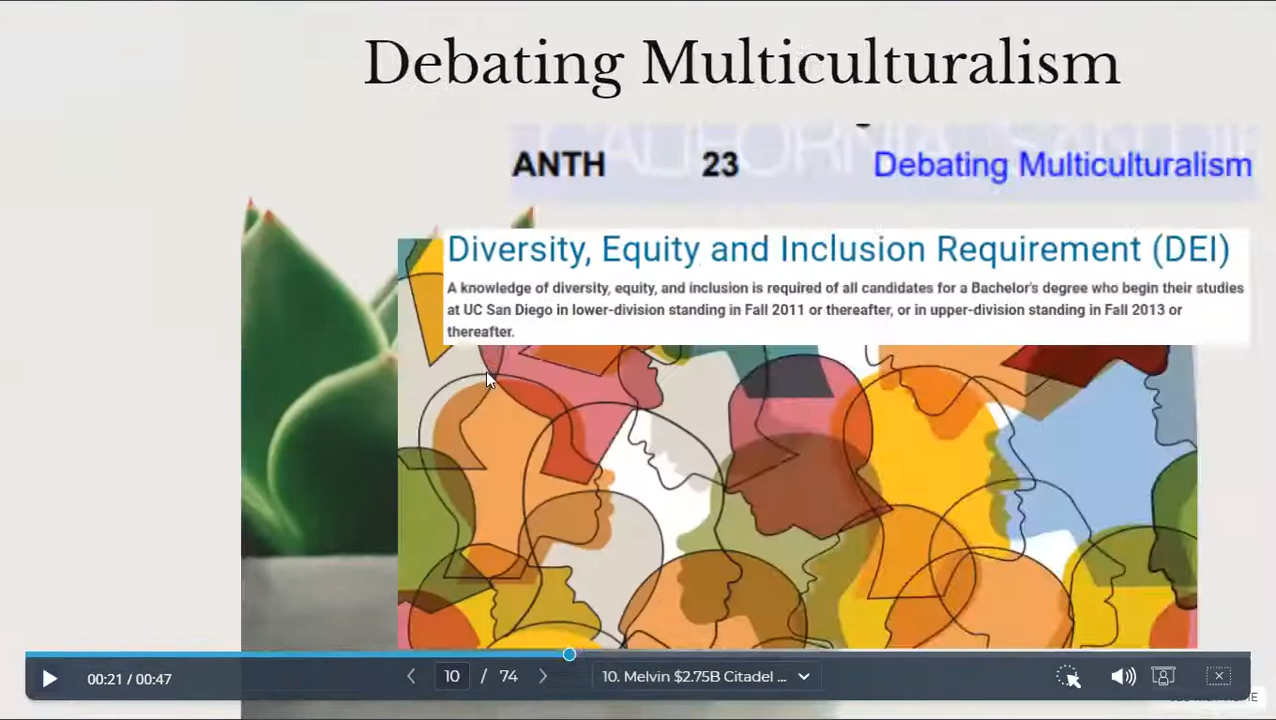 Debating Multiculturalism
ANTH 23 Debating Multiculturalism
Diversity, Equity and Inclusion Requirement (DEI)
A knowledge of diversity, equity, and inclusion is required of all candidates for a Bachelor's degree who begin their studies
at UC San Diego in lower-division standing in Fall 2011 or thereafter, or in upper-division standing in Fall 2013 or
thereafter.
00:21 / 00:47
10 / 74
10. Melvin $2.75B Citadel ...